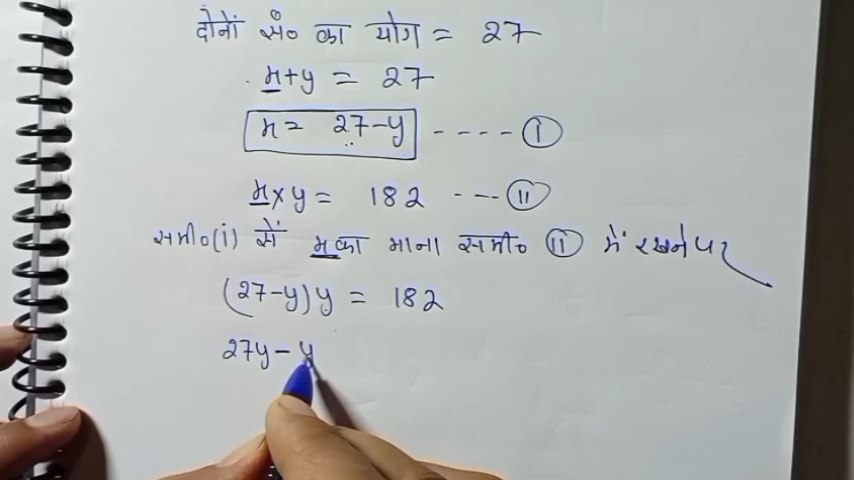 दोनों सं० का योग = 27
x+y = 27
x = 27-y ---- (I)
x×y = 182 --- (II)
समी०(i) से x का माना समी० (II) में रखने पर
(27-y)y = 182
27y-y